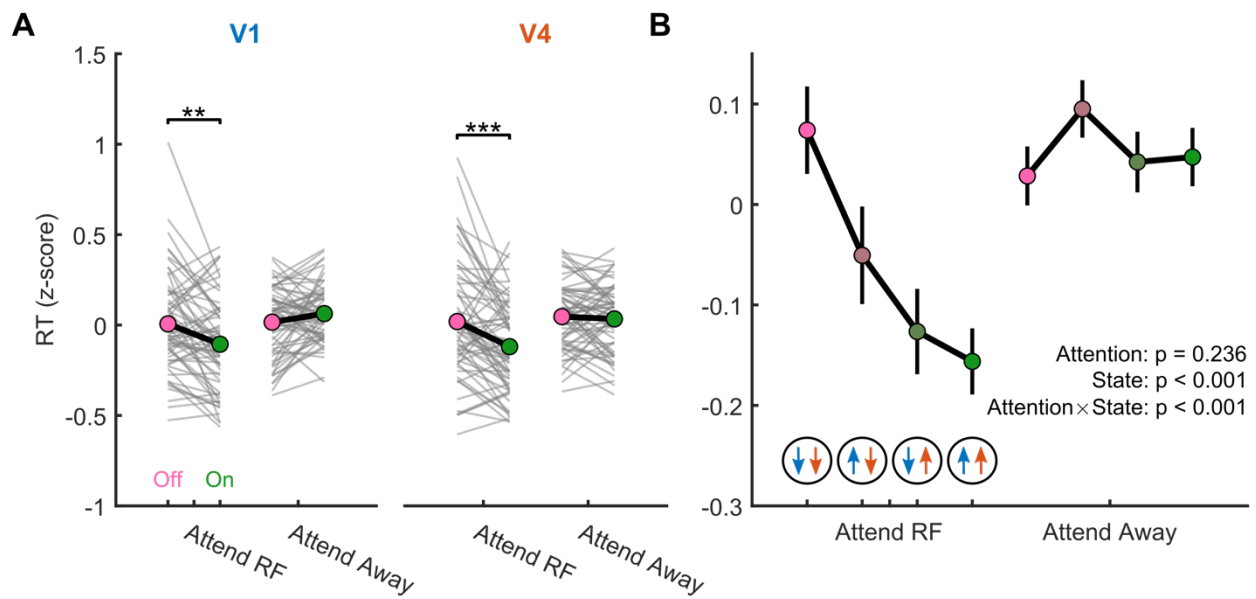 A
V1
V4
RT (z-score)
1.5
1
0.5
0
-0.5
-1
**
***
Off On
Attend RF
Attend Away
Attend RF
Attend Away
B
0.1
0
-0.1
-0.2
-0.3
Attention: p = 0.236
State: p < 0.001
Attention×State: p < 0.001
Attend RF
Attend Away